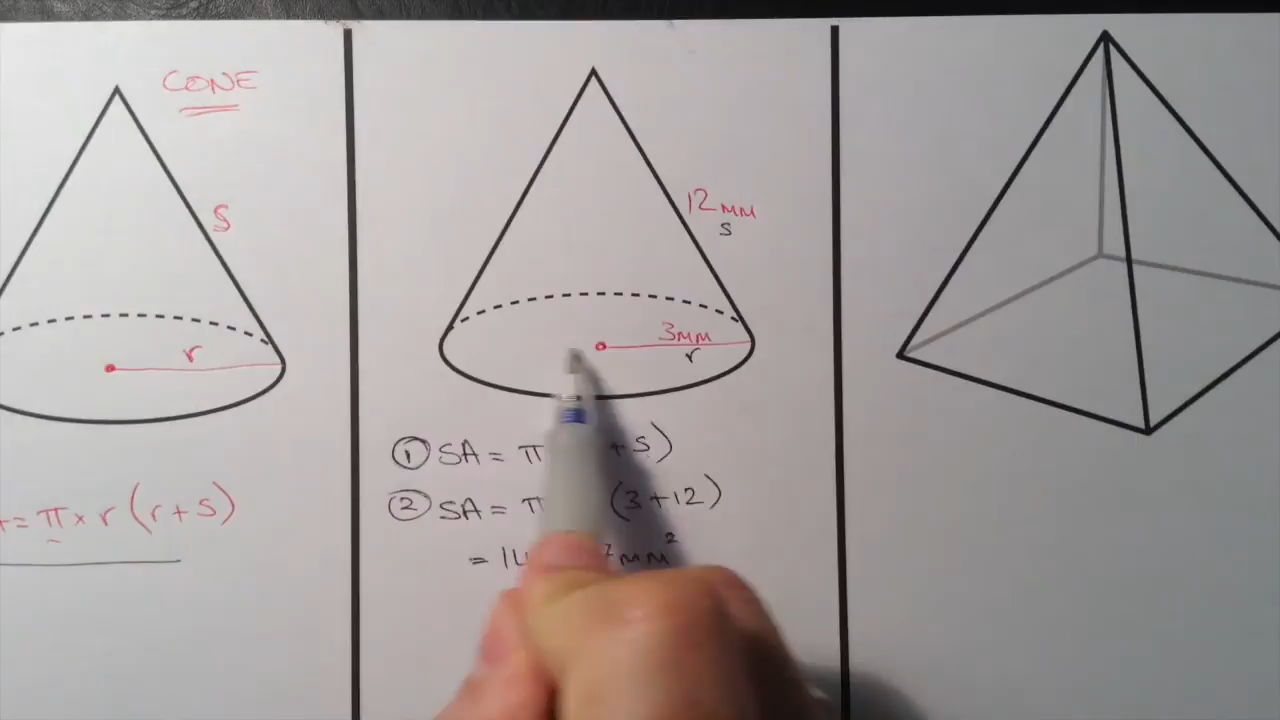 CONE
S
r
= π × r (r + s)
12 mm
s
3 mm
r
① SA = π + s)
② SA = π (3 + 12)
= 1 mm²